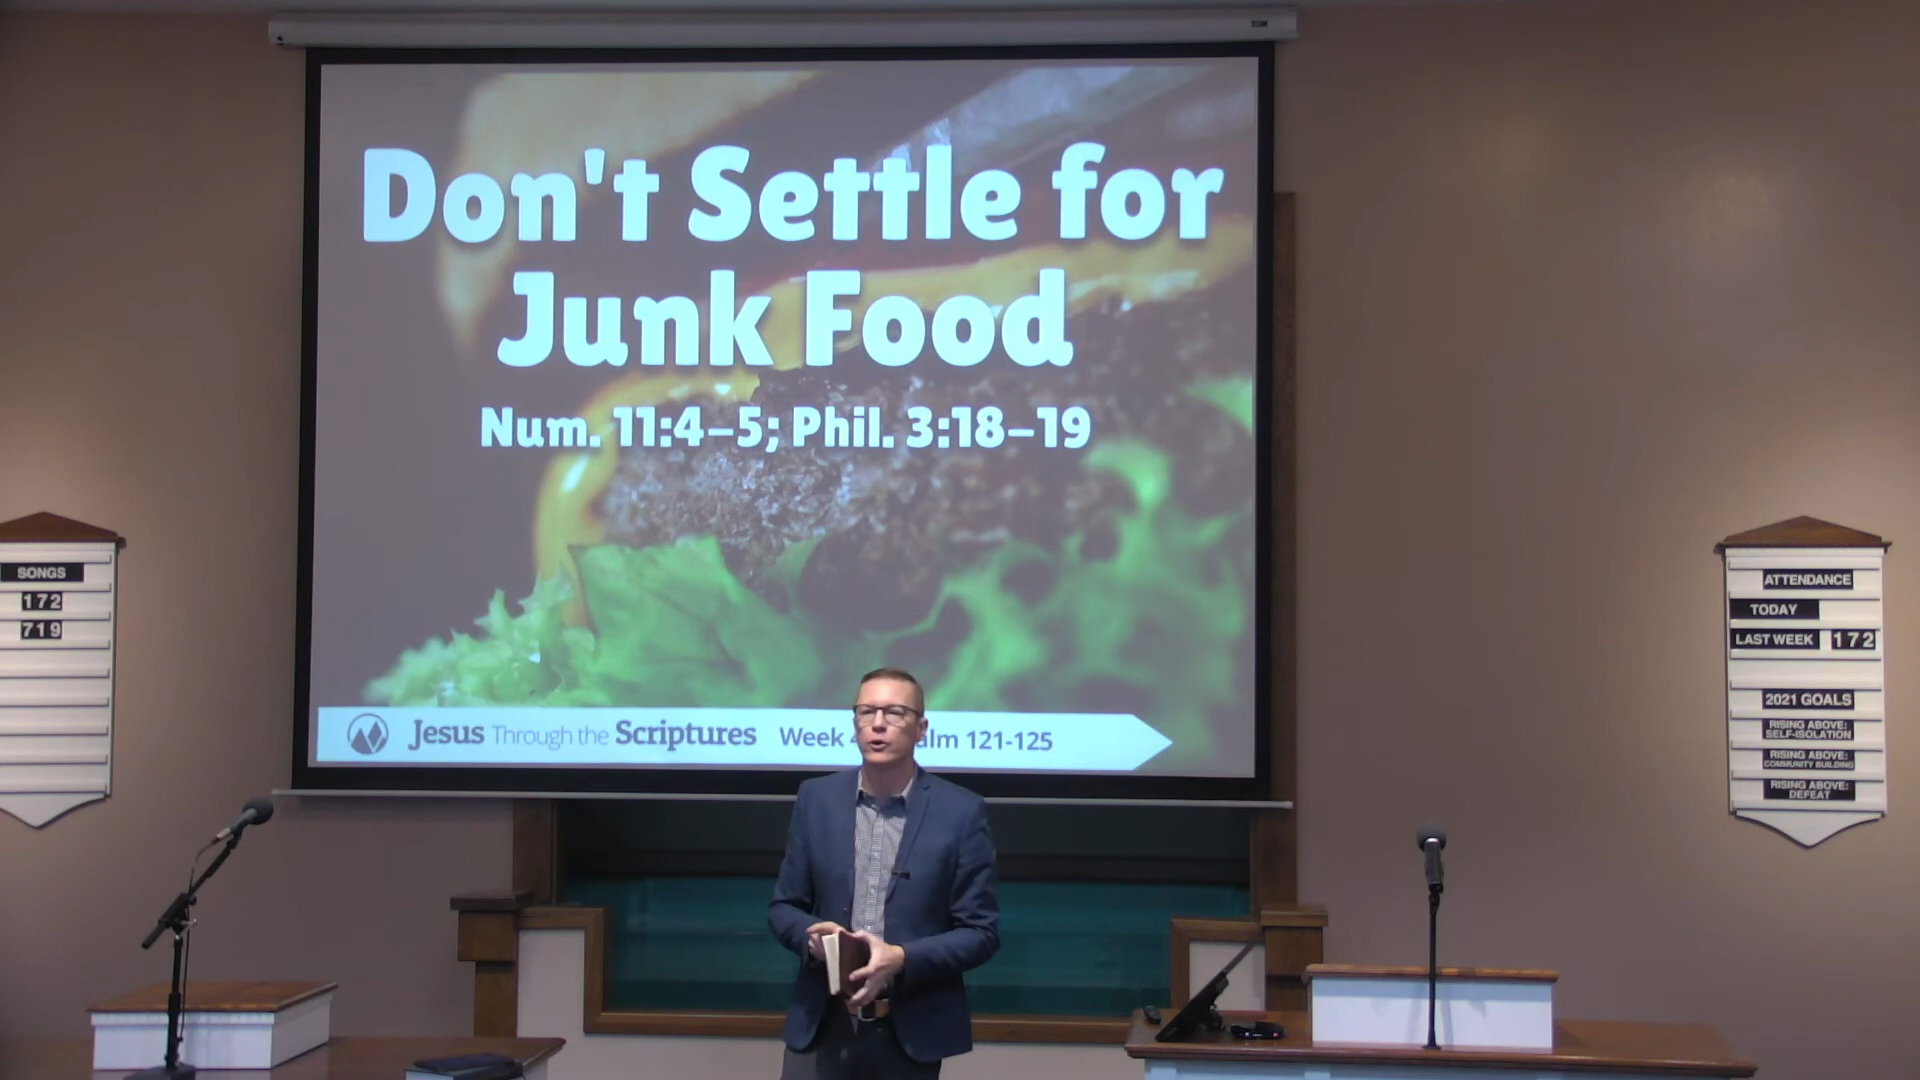 Don't Settle for
Junk Food
Num. 11:4–5; Phil. 3:18–19
Jesus Through the Scriptures Week 121-125
SONGS
172
719
ATTENDANCE
TODAY
LAST WEEK 172
2021 GOALS
RISING ABOVE:
SELF-ISOLATION
RISING ABOVE:
COMMUNITY BUILDING
RISING ABOVE:
DEFEAT